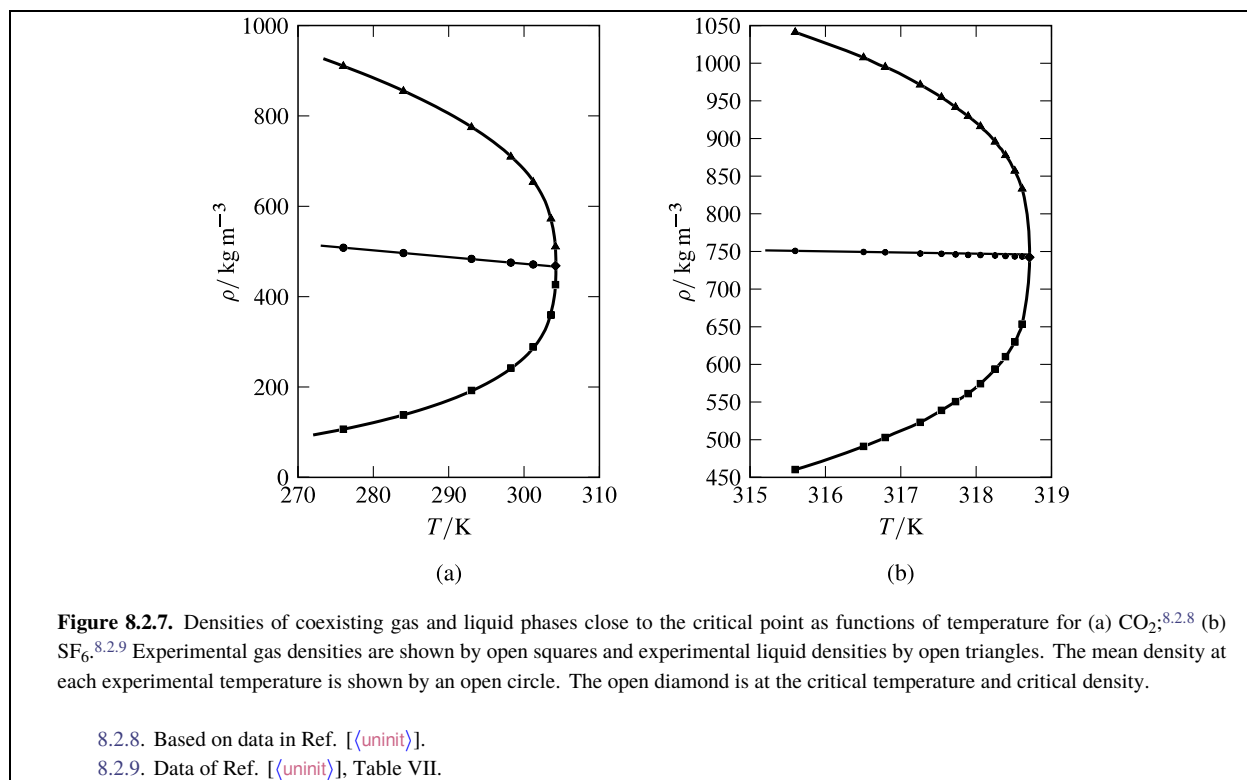 1000
800
600
400
200
0
270 280 290 300 310
ρ/ kg m−3
T/K
(a)
1050
1000
950
900
850
800
750
700
650
600
550
500
450
315 316 317 318 319
ρ/ kg m−3
T/K
(b)
Figure 8.2.7. Densities of coexisting gas and liquid phases close to the critical point as functions of temperature for (a) CO2;8.2.8 (b)
SF6.8.2.9 Experimental gas densities are shown by open squares and experimental liquid densities by open triangles. The mean density at
each experimental temperature is shown by an open circle. The open diamond is at the critical temperature and critical density.
8.2.8. Based on data in Ref. [⟨uninit⟩].
8.2.9. Data of Ref. [⟨uninit⟩], Table VII.